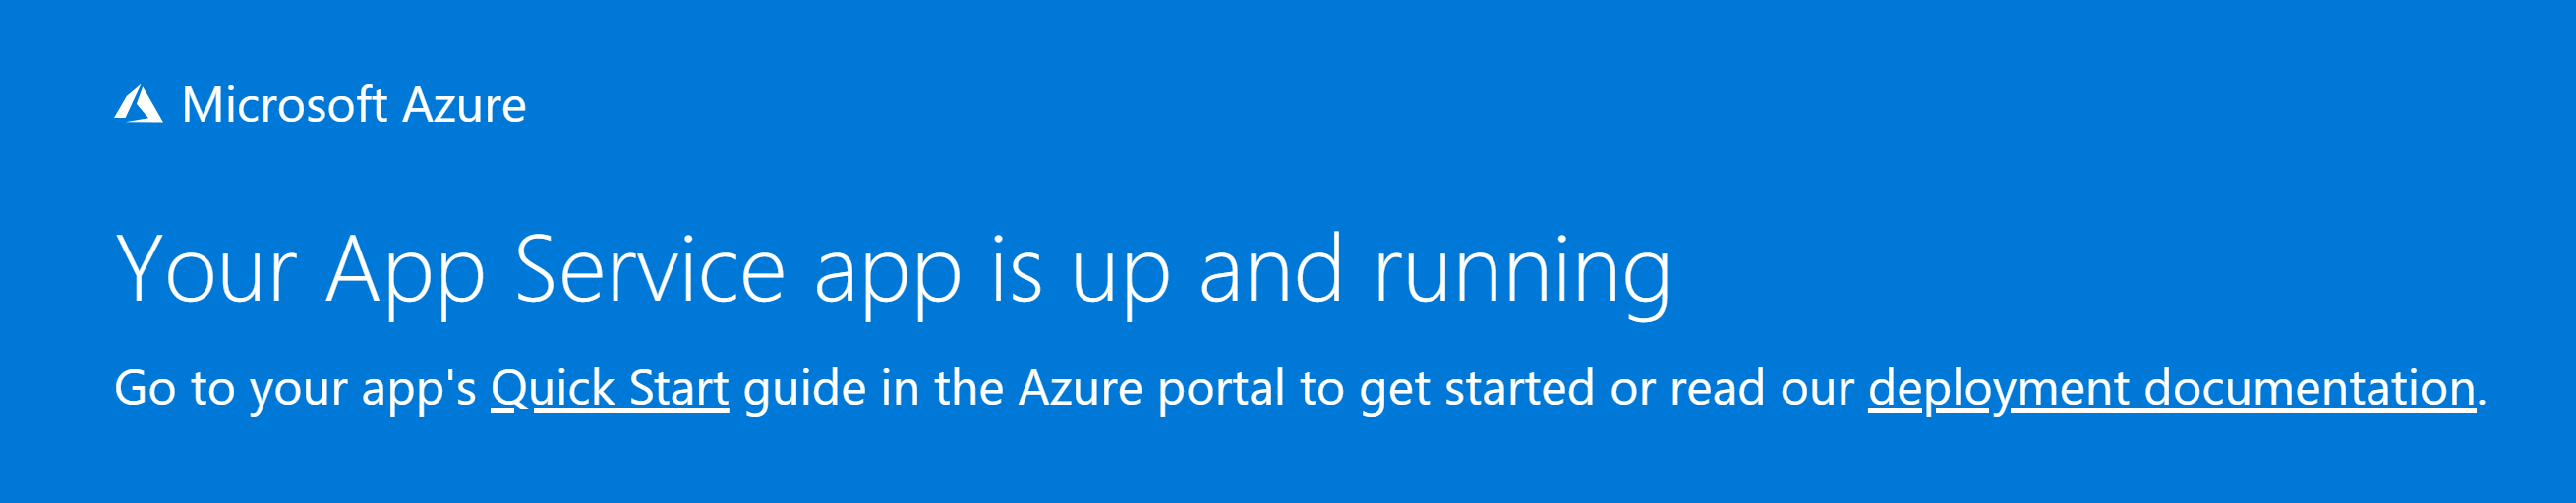 Microsoft Azure
Your App Service app is up and running
Go to your app's Quick Start guide in the Azure portal to get started or read our deployment documentation.